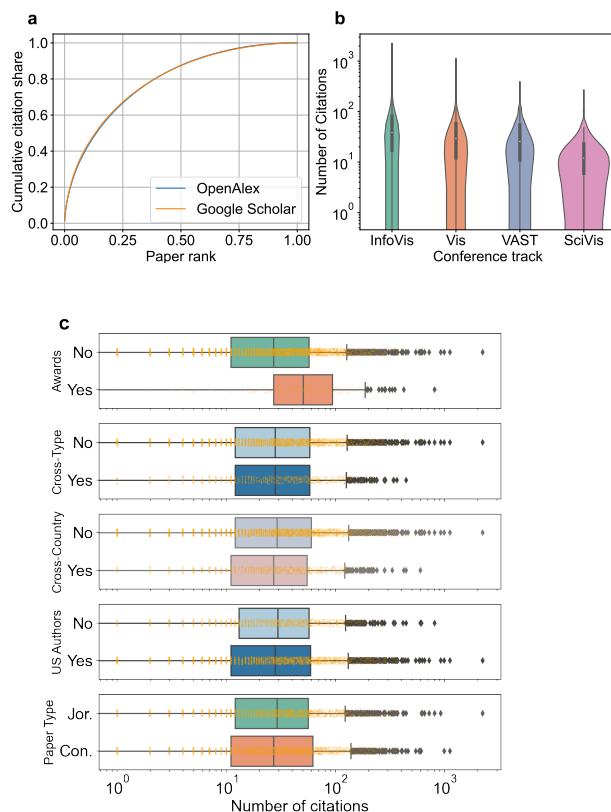 a
Cumulative citation share
1.0
0.8
0.6
0.4
0.2
0.0
OpenAlex
Google Scholar
0.00 0.25 0.50 0.75 1.00
Paper rank
b
Number of Citations
10³
10²
10¹
10⁰
InfoVis Vis VAST SciVis
Conference track
c
Awards
No
Yes
Cross-Type
No
Yes
Cross-Country
No
Yes
US Authors
No
Yes
Paper Type
Jor.
Con.
10⁰ 10¹ 10² 10³
Number of citations